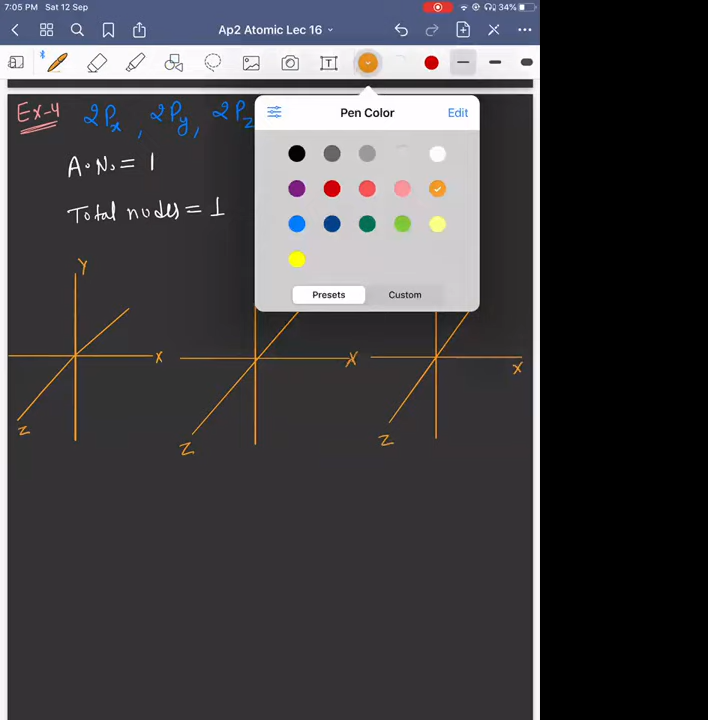 7:05 PM Sat 12 Sep 34%
Ap2 Atomic Lec 16
T
Pen Color
Edit
Presets
Custom
Ex-4 2Px, 2Py, 2Pz
A.N. = 1
Total nodes = 1
Y
X
Z
X
Z
X
Z